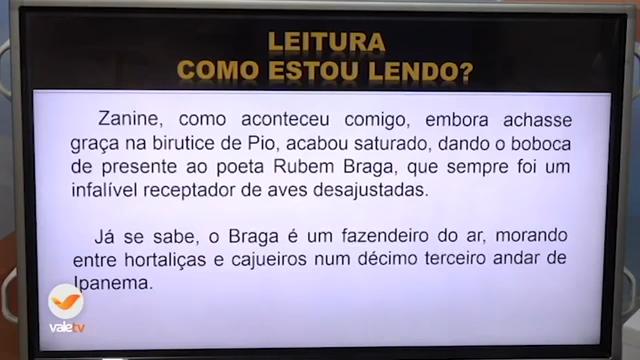 LEITURA
COMO ESTOU LENDO?
Zanine, como aconteceu comigo, embora achasse
graça na birutice de Pio, acabou saturado, dando o boboca
de presente ao poeta Rubem Braga, que sempre foi um
infalível receptador de aves desajustadas.
Já se sabe, o Braga é um fazendeiro do ar, morando
entre hortaliças e cajueiros num décimo terceiro andar de
Ipanema.
valetv